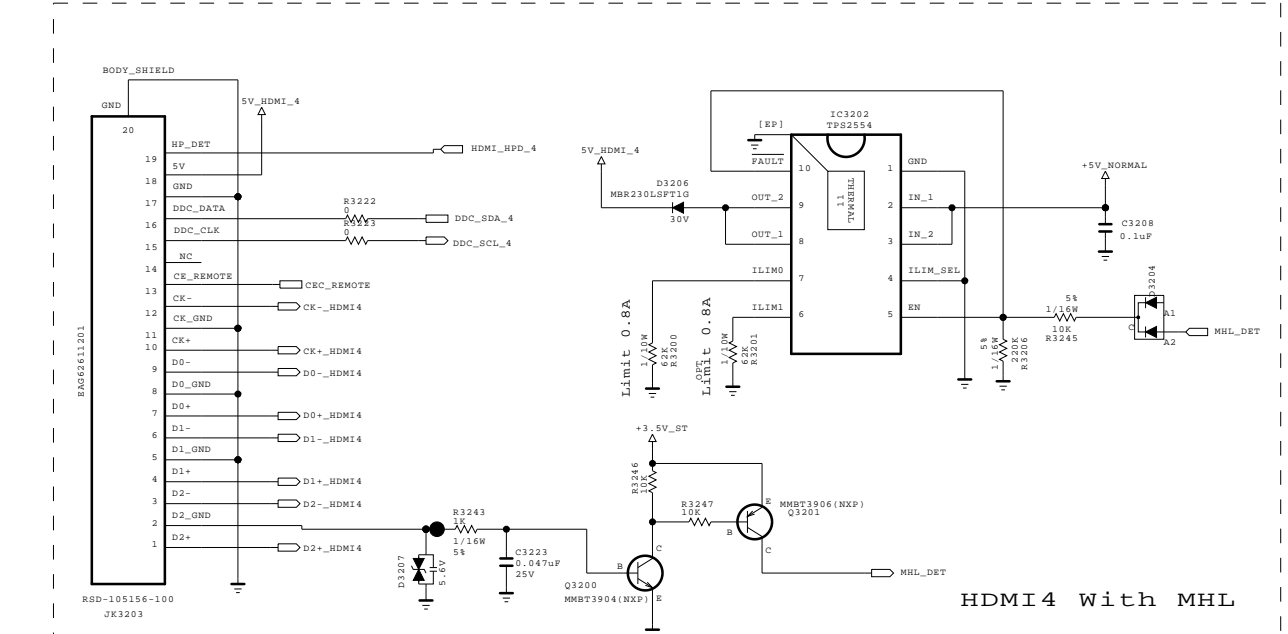 BODY_SHIELD
GND
20
5V_HDMI_4
HP_DET
19
HDMI_HPD_4
5V
18
GND
17
DDC_DATA
16
R3222
0
DDC_SDA_4
R3223
0
DDC_CLK
15
DDC_SCL_4
NC
14
CE_REMOTE
13
CEC_REMOTE
CK-
12
CK-_HDMI4
CK_GND
11
CK+
10
CK+_HDMI4
D0-
9
D0-_HDMI4
D0_GND
8
D0+
7
D0+_HDMI4
D1-
6
D1-_HDMI4
D1_GND
5
D1+
4
D1+_HDMI4
D2-
3
D2-_HDMI4
D2_GND
2
D2+
1
D2+_HDMI4
EAG62611201
RSD-105156-100
JK3203
D3207
5.6V
R3243
1K
1/16W
5%
C3223
0.047uF
25V
B
C
E
Q3200
MMBT3904(NXP)
+3.5V_ST
R3246
10K
R3247
10K
B
E
C
MMBT3906(NXP)
Q3201
MHL_DET
IC3202
TPS2554
[EP]
FAULT
10
OUT_2
9
OUT_1
8
ILIM0
7
ILIM1
6
THERMAL
11
1
GND
2
IN_1
3
IN_2
4
ILIM_SEL
5
EN
5V_HDMI_4
D3206
MBR230LSFT1G
30V
Limit 0.8A
1/10W
62K
R3200
OPT
Limit 0.8A
1/10W
62K
R3201
+5V_NORMAL
C3208
0.1uF
5%
1/16W
220K
R3206
5%
1/16W
10K
R3245
D3204
A1
C
A2
MHL_DET
HDMI4 With MHL